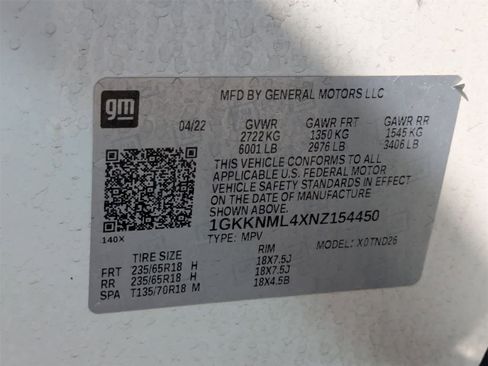 gm
MFD BY GENERAL MOTORS LLC
04/22 GVWR GAWR FRT GAWR RR
2722 KG 1350 KG 1545 KG
6001 LB 2976 LB 3406 LB
THIS VEHICLE CONFORMS TO ALL
APPLICABLE U.S. FEDERAL MOTOR
VEHICLE SAFETY STANDARDS IN EFFECT
ON THE DATE OF MANUFACTURE
SHOWN ABOVE.
1GKKNML4XNZ154450
140X TYPE: MPV MODEL: X0TND26
TIRE SIZE RIM
FRT 235/65R18 H 18X7.5J
RR 235/65R18 H 18X7.5J
SPA T135/70R18 M 18X4.5B